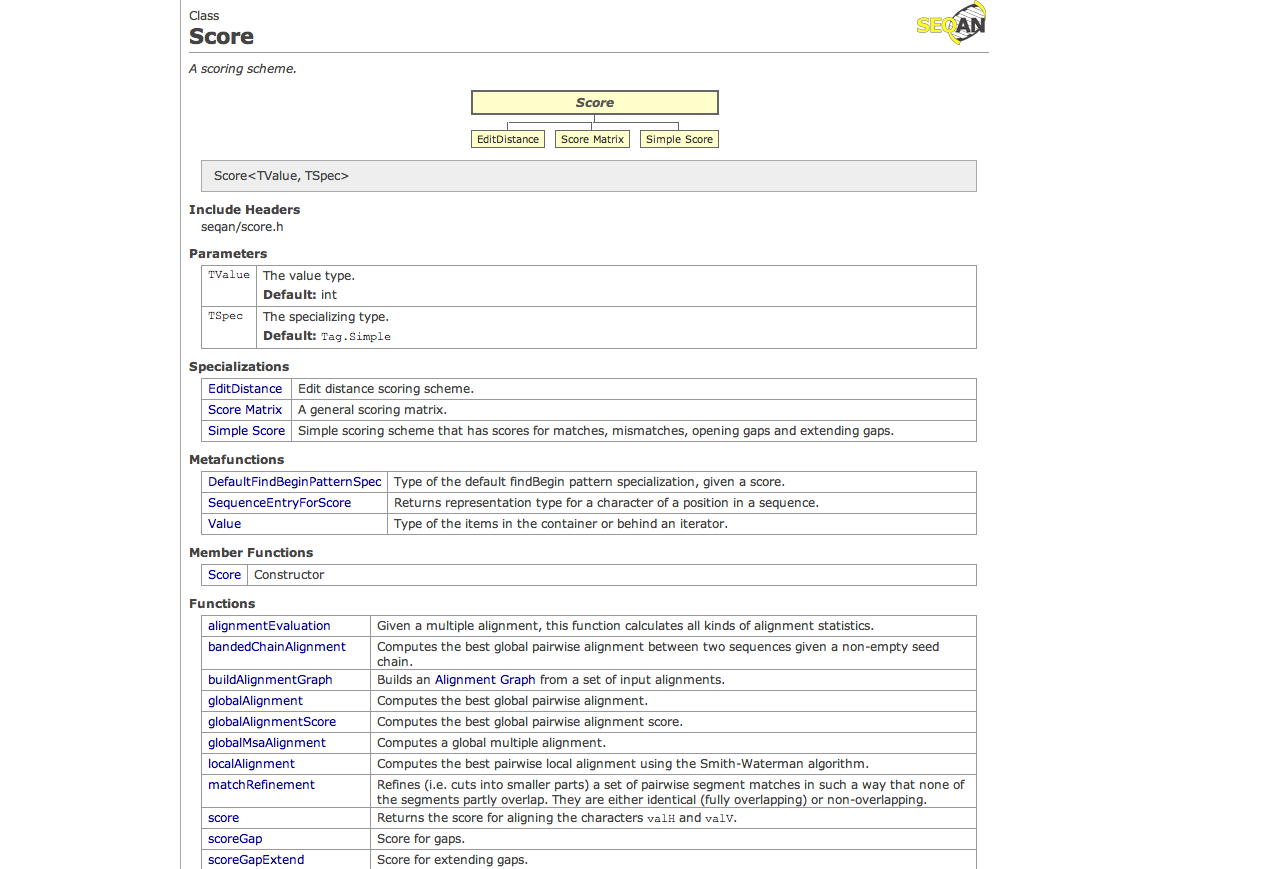 Class
SEQAN
Score
A scoring scheme.
Score
EditDistance Score Matrix Simple Score
Score<TValue, TSpec>
Include Headers
seqan/score.h
Parameters
TValue The value type.
Default: int
TSpec The specializing type.
Default: Tag.Simple
Specializations
EditDistance Edit distance scoring scheme.
Score Matrix A general scoring matrix.
Simple Score Simple scoring scheme that has scores for matches, mismatches, opening gaps and extending gaps.
Metafunctions
DefaultFindBeginPatternSpec Type of the default findBegin pattern specialization, given a score.
SequenceEntryForScore Returns representation type for a character of a position in a sequence.
Value Type of the items in the container or behind an iterator.
Member Functions
Score Constructor
Functions
alignmentEvaluation Given a multiple alignment, this function calculates all kinds of alignment statistics.
bandedChainAlignment Computes the best global pairwise alignment between two sequences given a non-empty seed
chain.
buildAlignmentGraph Builds an Alignment Graph from a set of input alignments.
globalAlignment Computes the best global pairwise alignment.
globalAlignmentScore Computes the best global pairwise alignment score.
globalMsaAlignment Computes a global multiple alignment.
localAlignment Computes the best pairwise local alignment using the Smith-Waterman algorithm.
matchRefinement Refines (i.e. cuts into smaller parts) a set of pairwise segment matches in such a way that none of
the segments partly overlap. They are either identical (fully overlapping) or non-overlapping.
score Returns the score for aligning the characters valH and valV.
scoreGap Score for gaps.
scoreGapExtend Score for extending gaps.